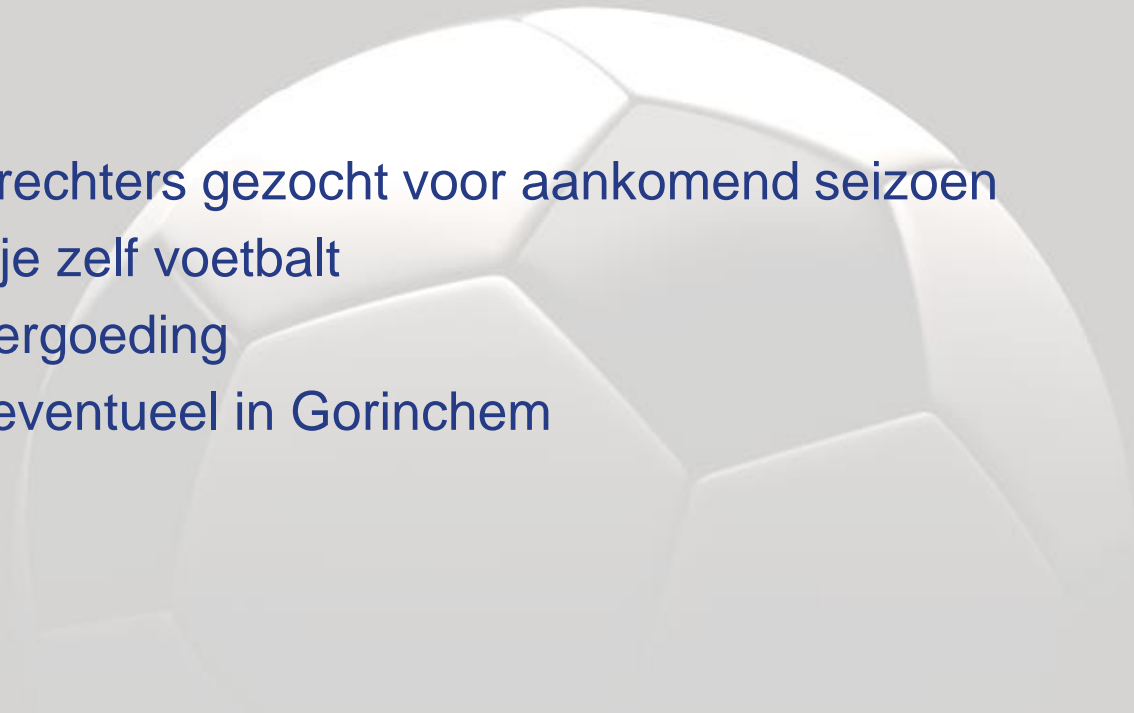 rechters gezocht voor aankomend seizoen
je zelf voetbalt
ergoeding
eventueel in Gorinchem